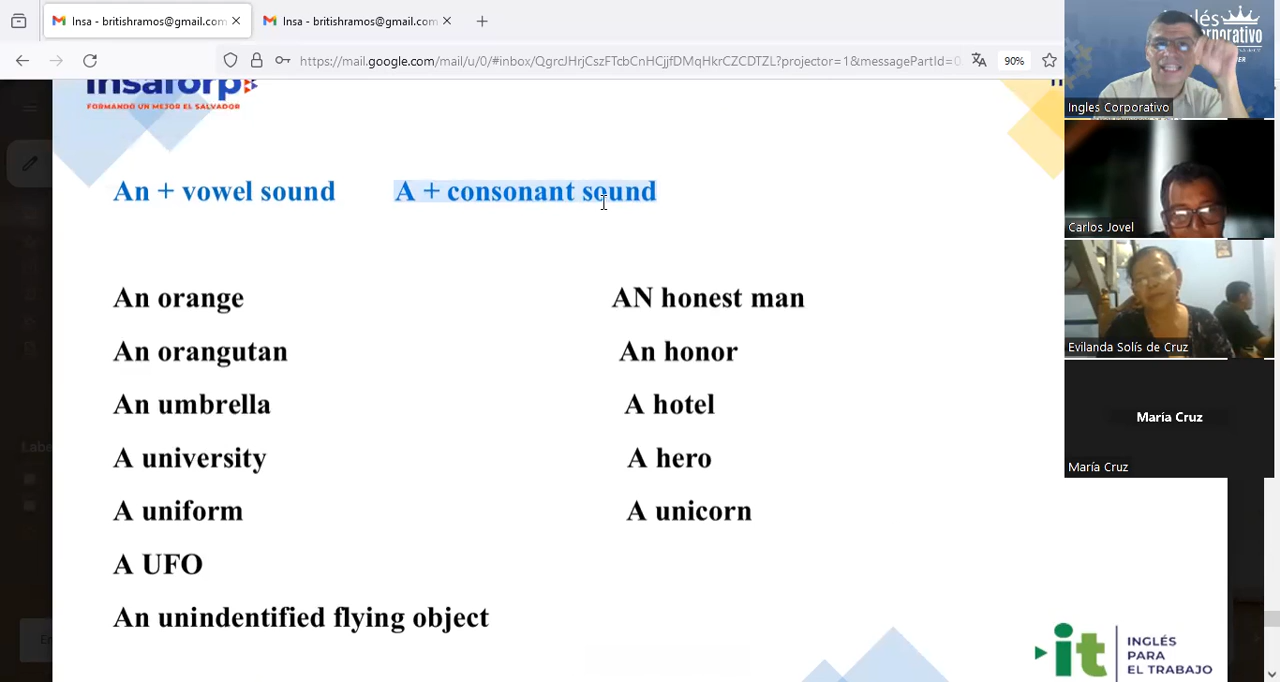 Insa - britishramos@gmail.com
Insa - britishramos@gmail.com
https://mail.google.com/mail/u/0/#inbox/QgrcJHrjCszFTcbCnHCjjfDMqHkrCZCDTZL?projector=1&messagePartId=0
90%
insaforp
FORMANDO UN MEJOR EL SALVADOR
An + vowel sound A + consonant sound
An orange AN honest man
An orangutan An honor
An umbrella A hotel
A university A hero
A uniform A unicorn
A UFO
An unindentified flying object
it INGLÉS
PARA
EL TRABAJO
Ingles Corporativo
Carlos Jovel
Evilanda Solís de Cruz
María Cruz
María Cruz